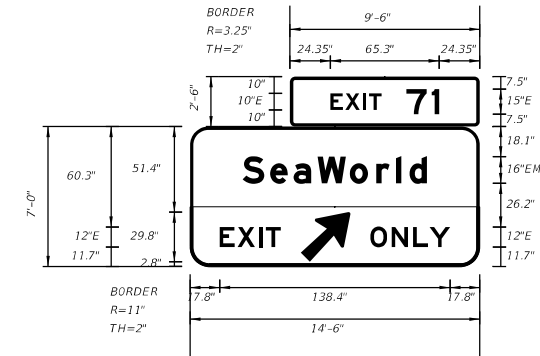 BORDER
R=3.25"
TH=2"
9'-6"
24.35" 65.3" 24.35"
2'-6"
10"
10"E
10"
EXIT 71
7.5"
15"E
7.5"
7'-0"
60.3"
12"E
11.7"
51.4"
29.8"
2.8"
SeaWorld
EXIT ONLY
18.1"
16"EM
26.2"
12"E
11.7"
BORDER
R=11"
TH=2"
17.8" 138.4" 17.8"
14'-6"